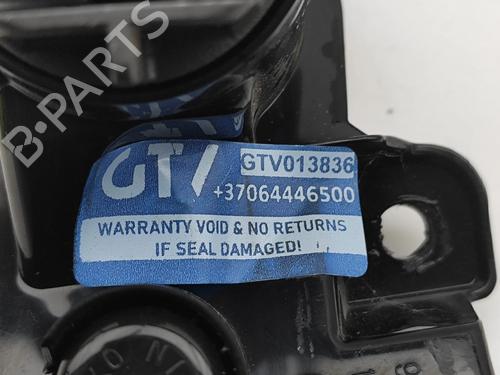 B-PARTS
GTV
GTV013836
+37064446500
WARRANTY VOID & NO RETURNS
IF SEAL DAMAGED!